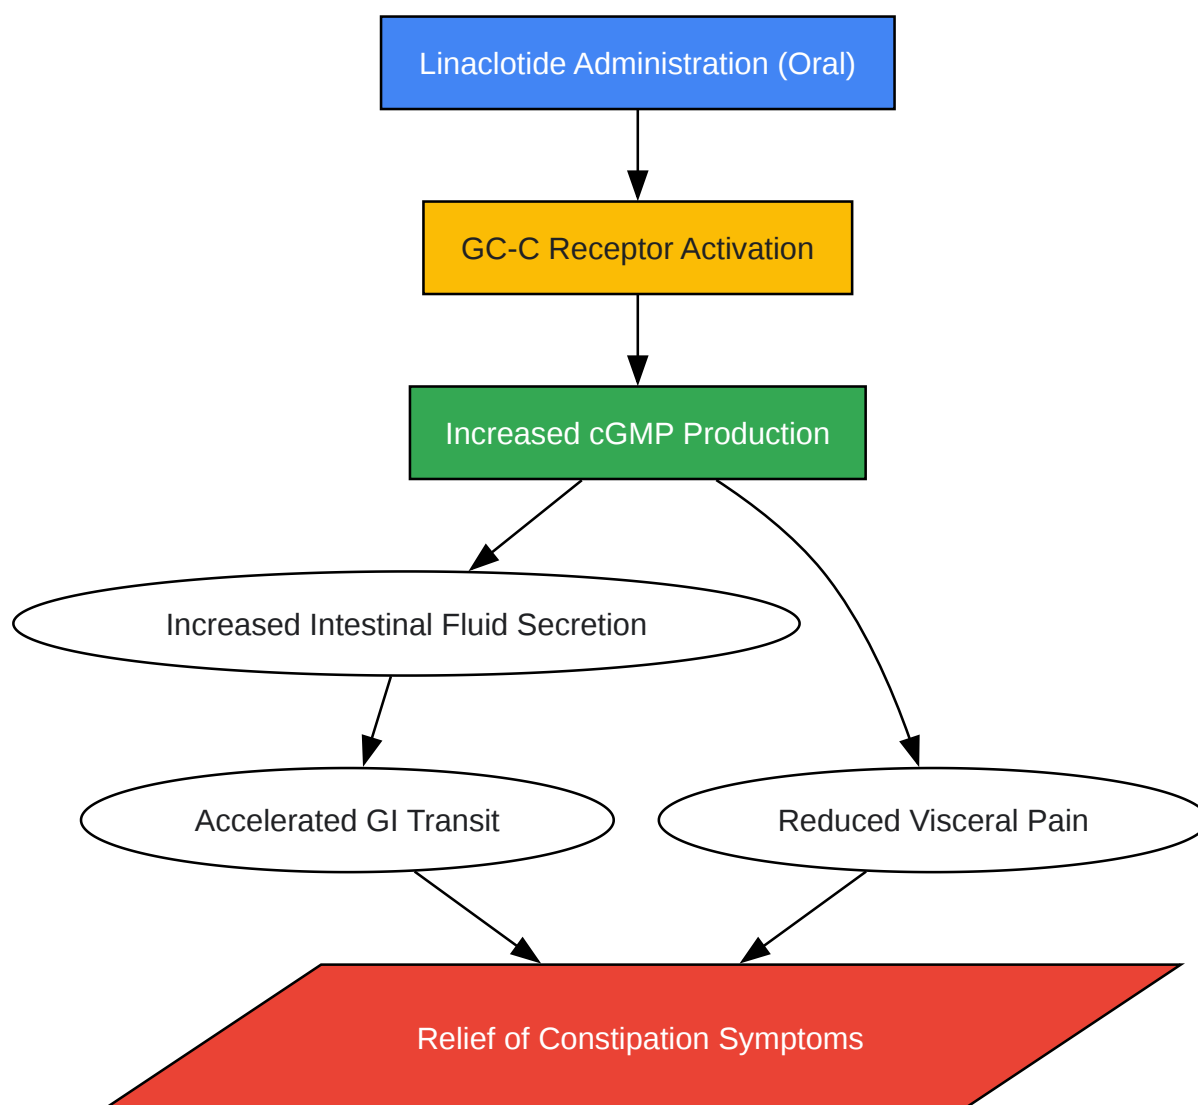 Linaclotide Administration (Oral)
GC-C Receptor Activation
Increased cGMP Production
Increased Intestinal Fluid Secretion
Accelerated GI Transit
Reduced Visceral Pain
Relief of Constipation Symptoms